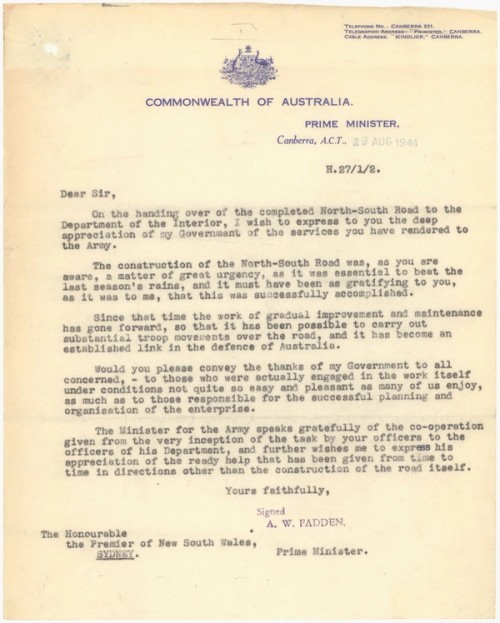 TELEPHONE NO.: CANBERRA 321.
TELEGRAPHIC ADDRESS: "PRIMISTER," CANBERRA.
CABLE ADDRESS: "KINDLIER," CANBERRA.
COMMONWEALTH OF AUSTRALIA.
PRIME MINISTER,
Canberra, A.C.T., 29 AUG 1941
H.27/1/2.
Dear Sir,
On the handing over of the completed North-South Road to the
Department of the Interior, I wish to express to you the deep
appreciation of my Government of the services you have rendered to
the Army.
The construction of the North-South Road was, as you are
aware, a matter of great urgency, as it was essential to beat the
last season's rains, and it must have been as gratifying to you,
as it was to me, that this was successfully accomplished.
Since that time the work of gradual improvement and maintenance
has gone forward, so that it has been possible to carry out
substantial troop movements over the road, and it has become an
established link in the defence of Australia.
Would you please convey the thanks of my Government to all
concerned, - to those who were actually engaged in the work itself
under conditions not quite so easy and pleasant as many of us enjoy,
as much as to those responsible for the successful planning and
organisation of the enterprise.
The Minister for the Army speaks gratefully of the co-operation
given from the very inception of the task by your officers to the
officers of his Department, and further wishes me to express his
appreciation of the ready help that has been given from time to
time in directions other than the construction of the road itself.
Yours faithfully,
Signed
A. W. FADDEN.
The Honourable
the Premier of New South Wales,
SYDNEY.
Prime Minister.